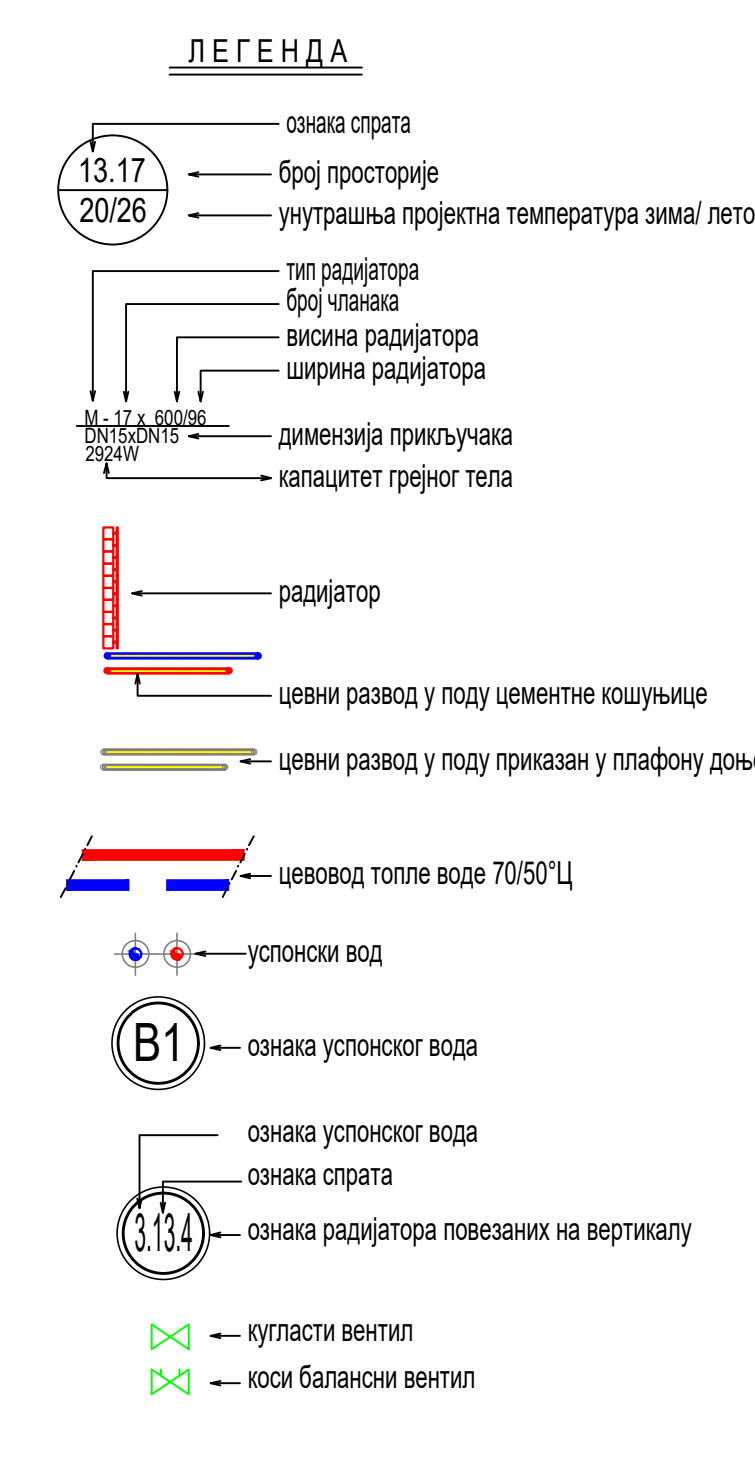 ЛЕГЕНДА
ознака спрата
13.17
број просторије
20/26
унутрашња пројектна температура зима/ лето
тип радијатора
број чланака
висина радијатора
ширина радијатора
M - 17 x 600/96
DN15xDN15
димензија прикључака
2924W
капацитет грејног тела
радијатор
цевни развод у поду цементне кошуњице
цевни развод у поду приказан у плафону
цевовод топле воде 70/50°Ц
успонски вод
B1
ознака успонског вода
ознака успонског вода
ознака спрата
3.13.4
ознака радијатора повезаних на вертикалу
кугласти вентил
коси балансни вентил